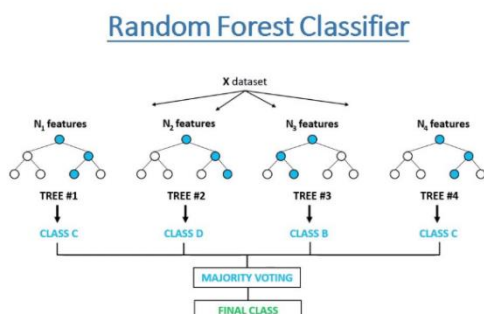 Random Forest Classifier
X dataset
N₁ features N₂ features N₃ features N₄ features
TREE #1 TREE #2 TREE #3 TREE #4
CLASS C CLASS D CLASS B CLASS C
MAJORITY VOTING
FINAL CLASS